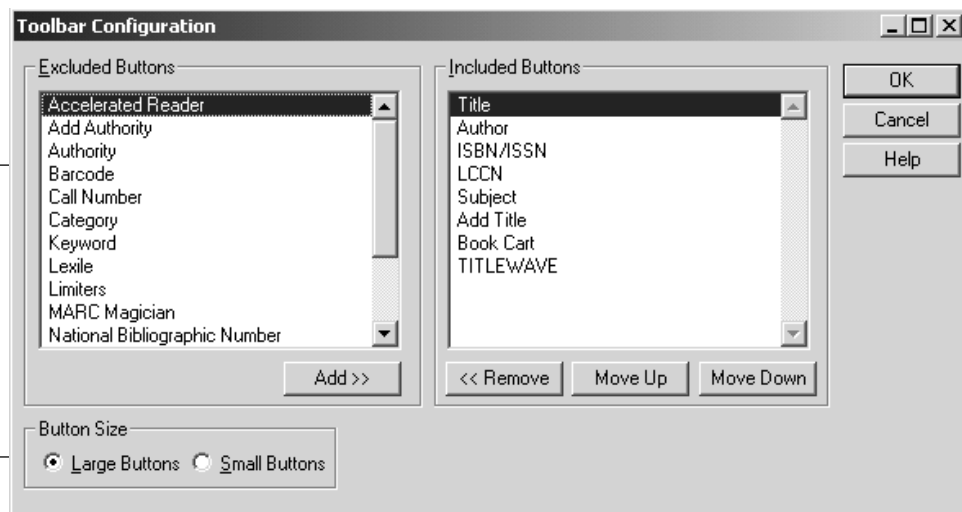 Toolbar Configuration
Excluded Buttons
Accelerated Reader
Add Authority
Authority
Barcode
Call Number
Category
Keyword
Lexile
Limiters
MARC Magician
National Bibliographic Number
Add >>
Included Buttons
Title
Author
ISBN/ISSN
LCCN
Subject
Add Title
Book Cart
TITLEWAVE
<< Remove Move Up Move Down
OK
Cancel
Help
Button Size
Large Buttons Small Buttons